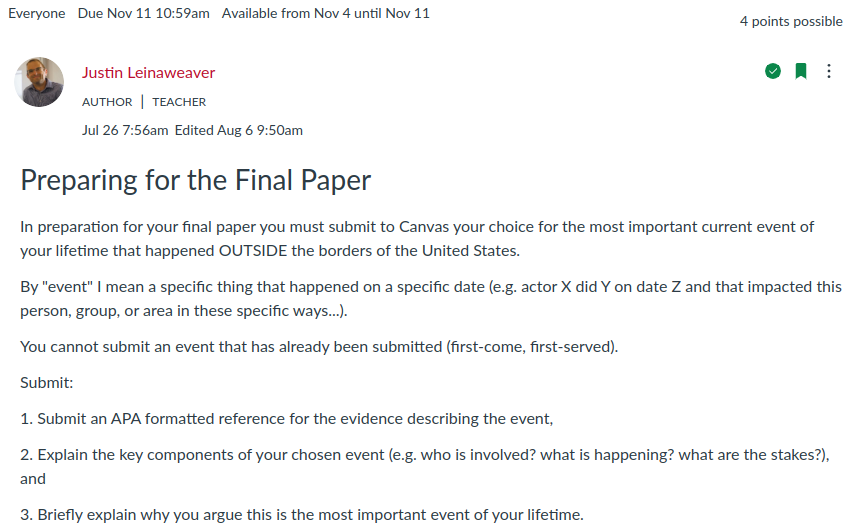 Everyone Due Nov 11 10:59am Available from Nov 4 until Nov 11
4 points possible
Justin Leinaweaver
AUTHOR | TEACHER
Jul 26 7:56am Edited Aug 6 9:50am
Preparing for the Final Paper
In preparation for your final paper you must submit to Canvas your choice for the most important current event of
your lifetime that happened OUTSIDE the borders of the United States.
By "event" I mean a specific thing that happened on a specific date (e.g. actor X did Y on date Z and that impacted this
person, group, or area in these specific ways...).
You cannot submit an event that has already been submitted (first-come, first-served).
Submit:
1. Submit an APA formatted reference for the evidence describing the event,
2. Explain the key components of your chosen event (e.g. who is involved? what is happening? what are the stakes?),
and
3. Briefly explain why you argue this is the most important event of your lifetime.